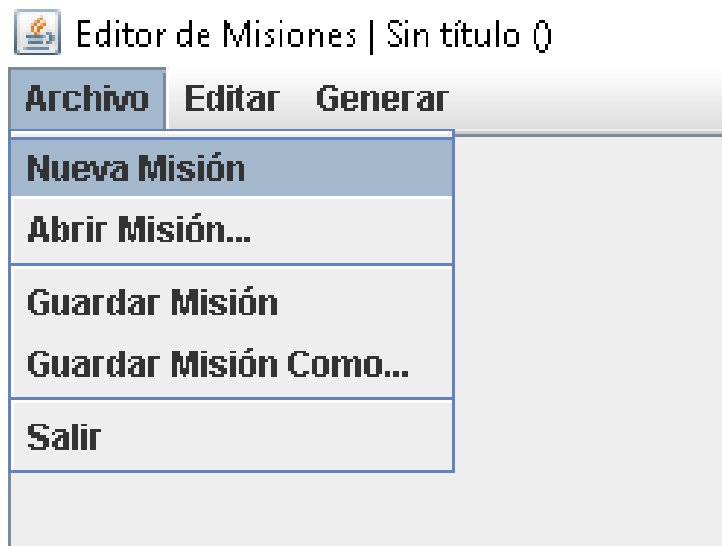 Editor de Misiones | Sin título ()
Archivo Editar Generar
Nueva Misión
Abrir Misión...
Guardar Misión
Guardar Misión Como...
Salir